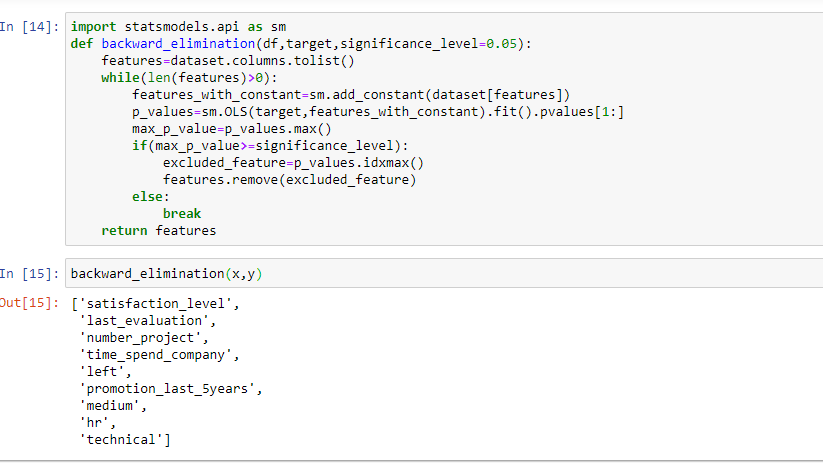 In [14]: import statsmodels.api as sm
def backward_elimination(df,target,significance_level=0.05):
    features=dataset.columns.tolist()
    while(len(features)>0):
        features_with_constant=sm.add_constant(dataset[features])
        p_values=sm.OLS(target,features_with_constant).fit().pvalues[1:]
        max_p_value=p_values.max()
        if(max_p_value>=significance_level):
            excluded_feature=p_values.idxmax()
            features.remove(excluded_feature)
        else:
            break
    return features
In [15]: backward_elimination(x,y)
Out[15]: ['satisfaction_level',
 'last_evaluation',
 'number_project',
 'time_spend_company',
 'left',
 'promotion_last_5years',
 'medium',
 'hr',
 'technical']